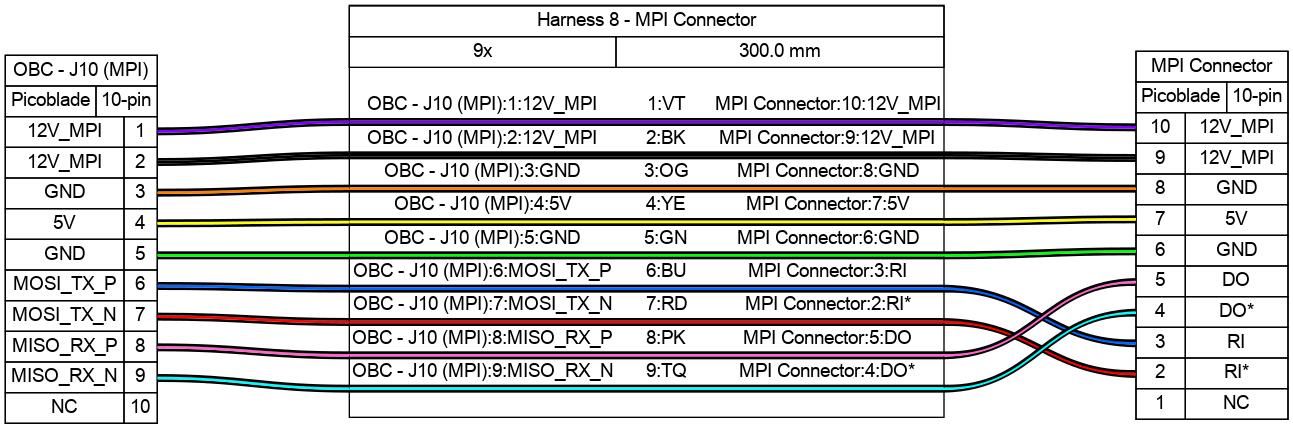 Harness 8 - MPI Connector
9x 300.0 mm
OBC - J10 (MPI)
Picoblade 10-pin
12V_MPI 1
12V_MPI 2
GND 3
5V 4
GND 5
MOSI_TX_P 6
MOSI_TX_N 7
MISO_RX_P 8
MISO_RX_N 9
NC 10
OBC - J10 (MPI):1:12V_MPI 1:VT MPI Connector:10:12V_MPI
OBC - J10 (MPI):2:12V_MPI 2:BK MPI Connector:9:12V_MPI
OBC - J10 (MPI):3:GND 3:OG MPI Connector:8:GND
OBC - J10 (MPI):4:5V 4:YE MPI Connector:7:5V
OBC - J10 (MPI):5:GND 5:GN MPI Connector:6:GND
OBC - J10 (MPI):6:MOSI_TX_P 6:BU MPI Connector:3:RI
OBC - J10 (MPI):7:MOSI_TX_N 7:RD MPI Connector:2:RI*
OBC - J10 (MPI):8:MISO_RX_P 8:PK MPI Connector:5:DO
OBC - J10 (MPI):9:MISO_RX_N 9:TQ MPI Connector:4:DO*
MPI Connector
Picoblade 10-pin
10 12V_MPI
9 12V_MPI
8 GND
7 5V
6 GND
5 DO
4 DO*
3 RI
2 RI*
1 NC